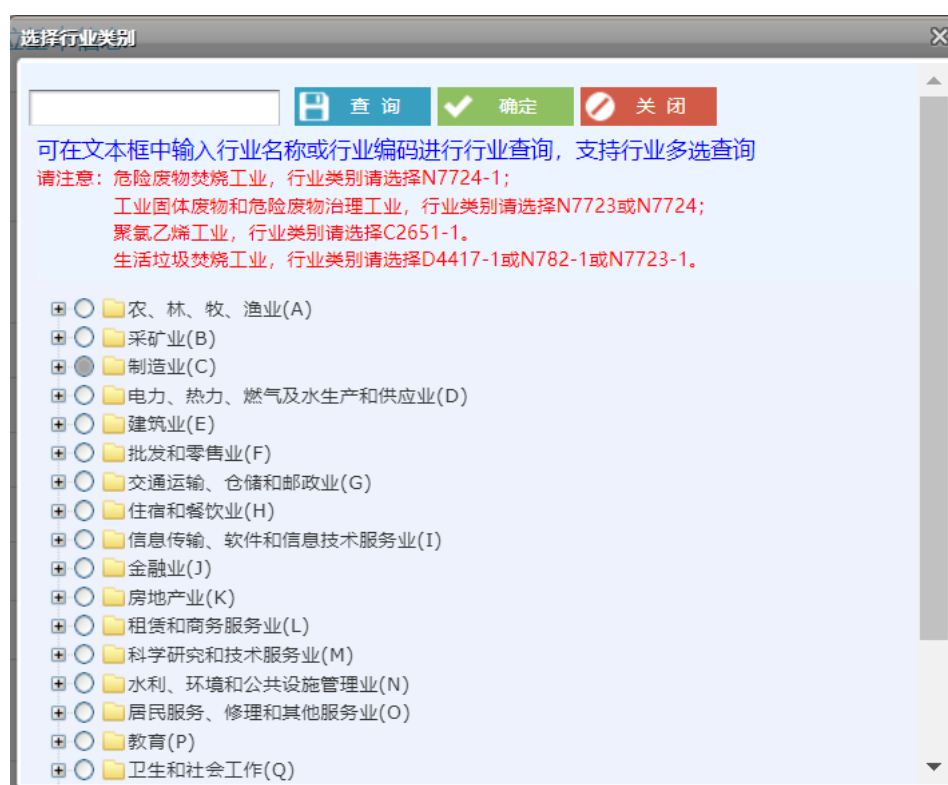 选择行业类别
查 询
确定
关 闭
可在文本框中输入行业名称或行业编码进行行业查询，支持行业多选查询
请注意：危险废物焚烧工业，行业类别请选择N7724-1；
工业固体废物和危险废物治理工业，行业类别请选择N7723或N7724；
聚氯乙烯工业，行业类别请选择C2651-1。
生活垃圾焚烧工业，行业类别请选择D4417-1或N782-1或N7723-1。
农、林、牧、渔业(A)
采矿业(B)
制造业(C)
电力、热力、燃气及水生产和供应业(D)
建筑业(E)
批发和零售业(F)
交通运输、仓储和邮政业(G)
住宿和餐饮业(H)
信息传输、软件和信息技术服务业(I)
金融业(J)
房地产业(K)
租赁和商务服务业(L)
科学研究和技术服务业(M)
水利、环境和公共设施管理业(N)
居民服务、修理和其他服务业(O)
教育(P)
卫生和社会工作(Q)